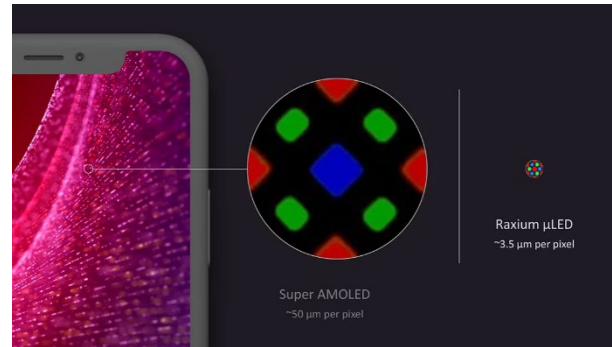 Super AMOLED
~50 μm per pixel
Raxium μLED
~3.5 μm per pixel